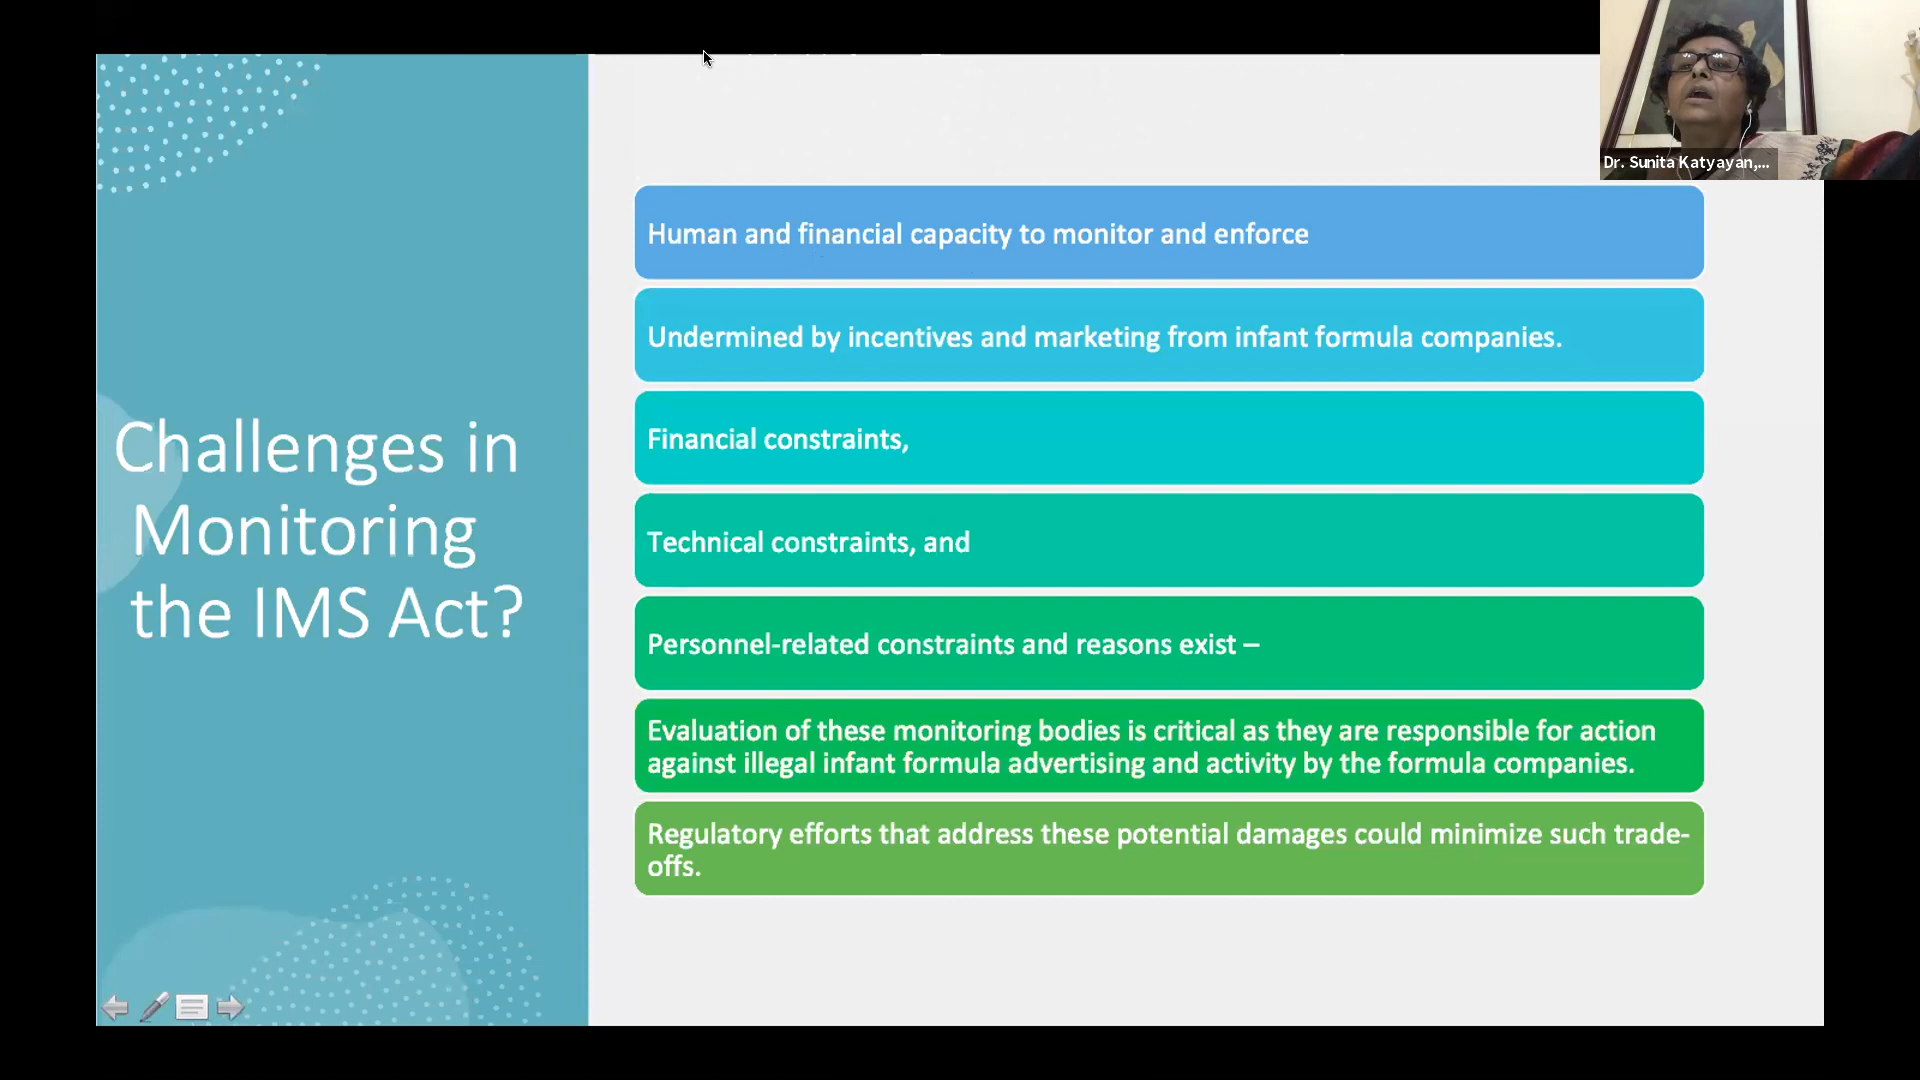 Dr. Sunita Katyayan,...
Challenges in
Monitoring
the IMS Act?
Human and financial capacity to monitor and enforce
Undermined by incentives and marketing from infant formula companies.
Financial constraints,
Technical constraints, and
Personnel-related constraints and reasons exist –
Evaluation of these monitoring bodies is critical as they are responsible for action
against illegal infant formula advertising and activity by the formula companies.
Regulatory efforts that address these potential damages could minimize such trade-
offs.